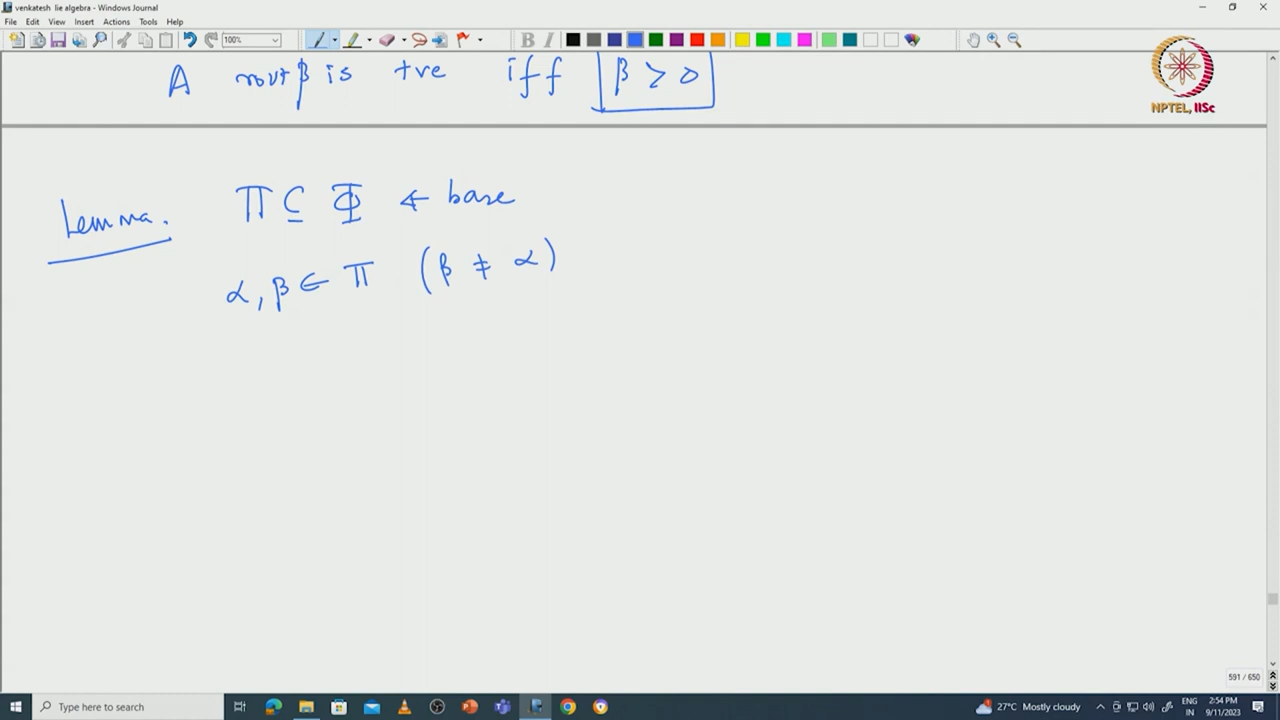 venkatesh lie algebra - Windows Journal
File Edit View Insert Actions Tools Help
100%
B I
A root β is +ve iff β > 0
NPTEL, IISc
Lemma. Π ⊆ Φ ← base
α, β ∈ Π (β ≠ α)
591 / 650
Type here to search
27°C Mostly cloudy
ENG
IN
2:54 PM
9/11/2023